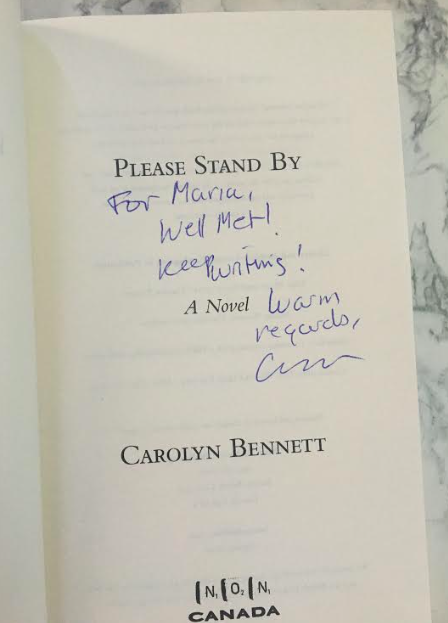 PLEASE STAND BY
For Maria,
Well Met!
Keep writing!
A Novel
Warm
regards,
CAROLYN BENNETT
[N,[O,[N,
CANADA